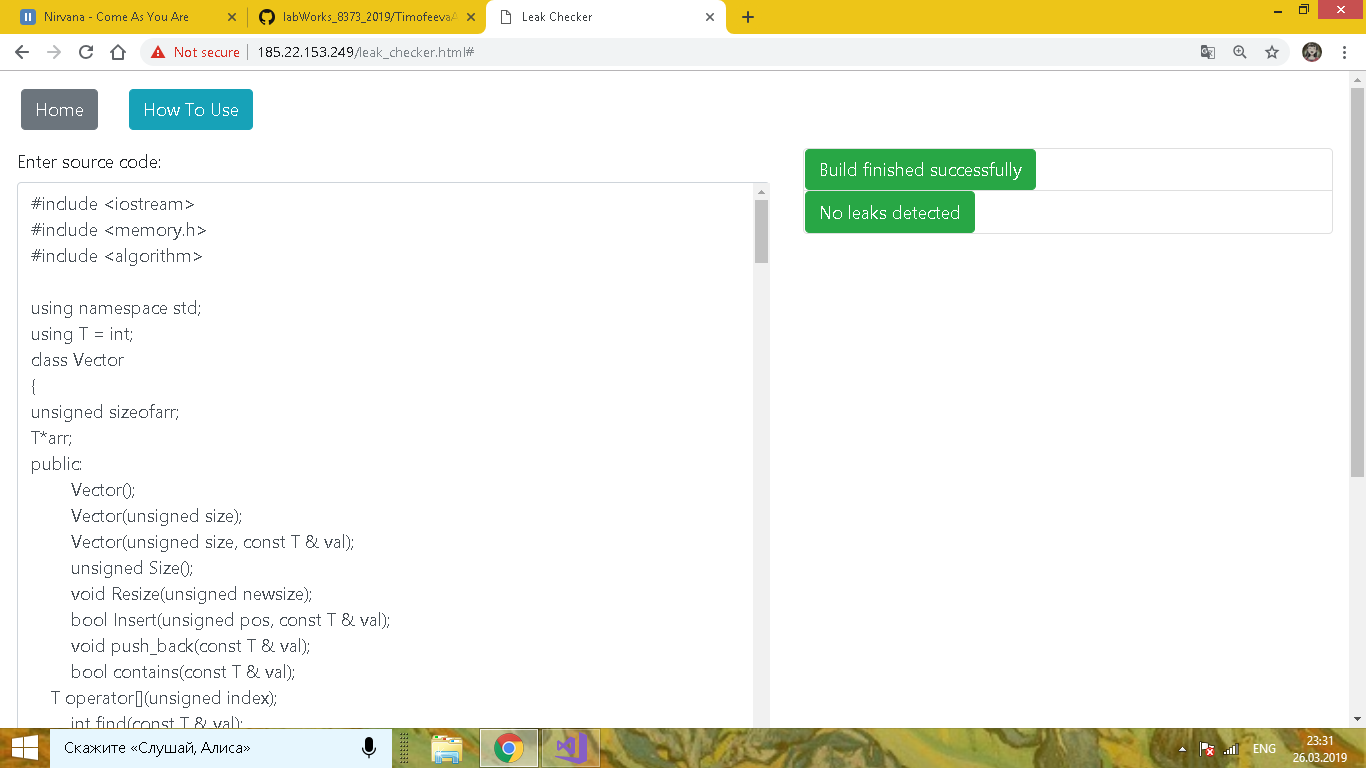 Nirvana - Come As You Are
labWorks_8373_2019/TimofeevaA
Leak Checker
Not secure
185.22.153.249/leak_checker.html#
Home
How To Use
Enter source code:
#include <iostream>
#include <memory.h>
#include <algorithm>
using namespace std;
using T = int;
class Vector
{
unsigned sizeofarr;
T*arr;
public:
Vector();
Vector(unsigned size);
Vector(unsigned size, const T & val);
unsigned Size();
void Resize(unsigned newsize);
bool Insert(unsigned pos, const T & val);
void push_back(const T & val);
bool contains(const T & val);
T operator[](unsigned index);
int find(const T & val);
Build finished successfully
No leaks detected
Скажите «Слушай, Алиса»
ENG
23:31
26.03.2019